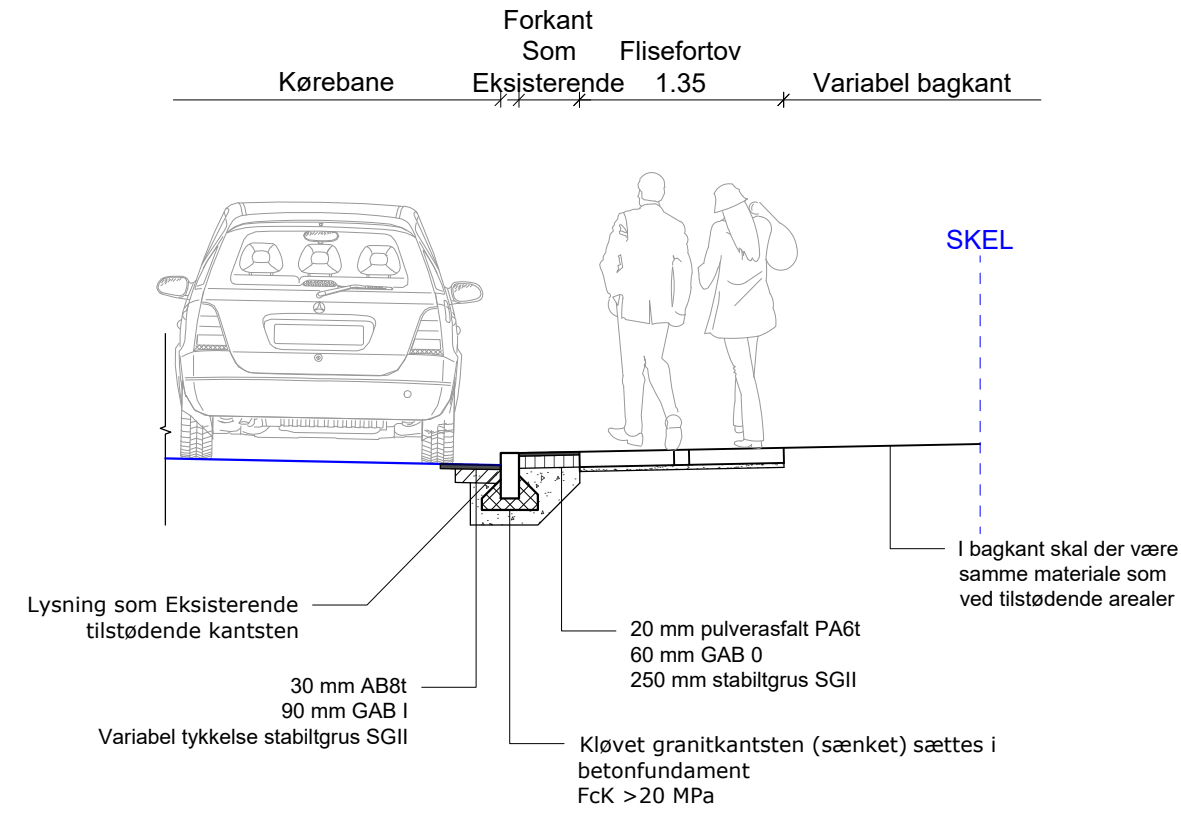 Forkant
Som
Eksisterende
Flisefortov
1.35
Kørebane
Variabel bagkant
SKEL
I bagkant skal der være
samme materiale som
ved tilstødende arealer
Lysning som Eksisterende
tilstødende kantsten
20 mm pulverasfalt PA6t
60 mm GAB 0
250 mm stabiltgrus SGII
30 mm AB8t
90 mm GAB I
Variabel tykkelse stabiltgrus SGII
Kløvet granitkantsten (sænket) sættes i
betonfundament
FcK >20 MPa